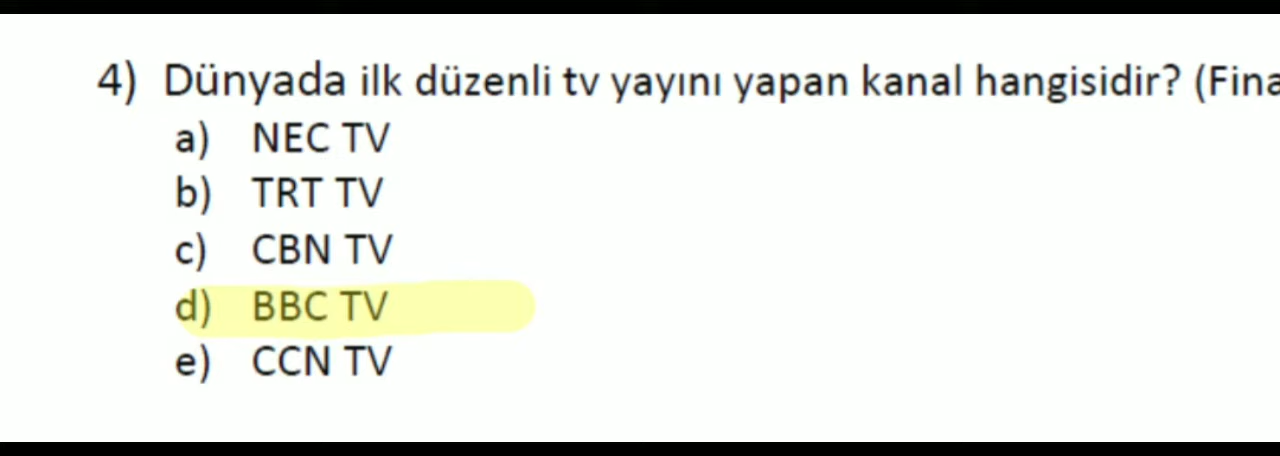 4) Dünyada ilk düzenli tv yayını yapan kanal hangisidir? (Fina
a) NEC TV
b) TRT TV
c) CBN TV
d) BBC TV
e) CCN TV